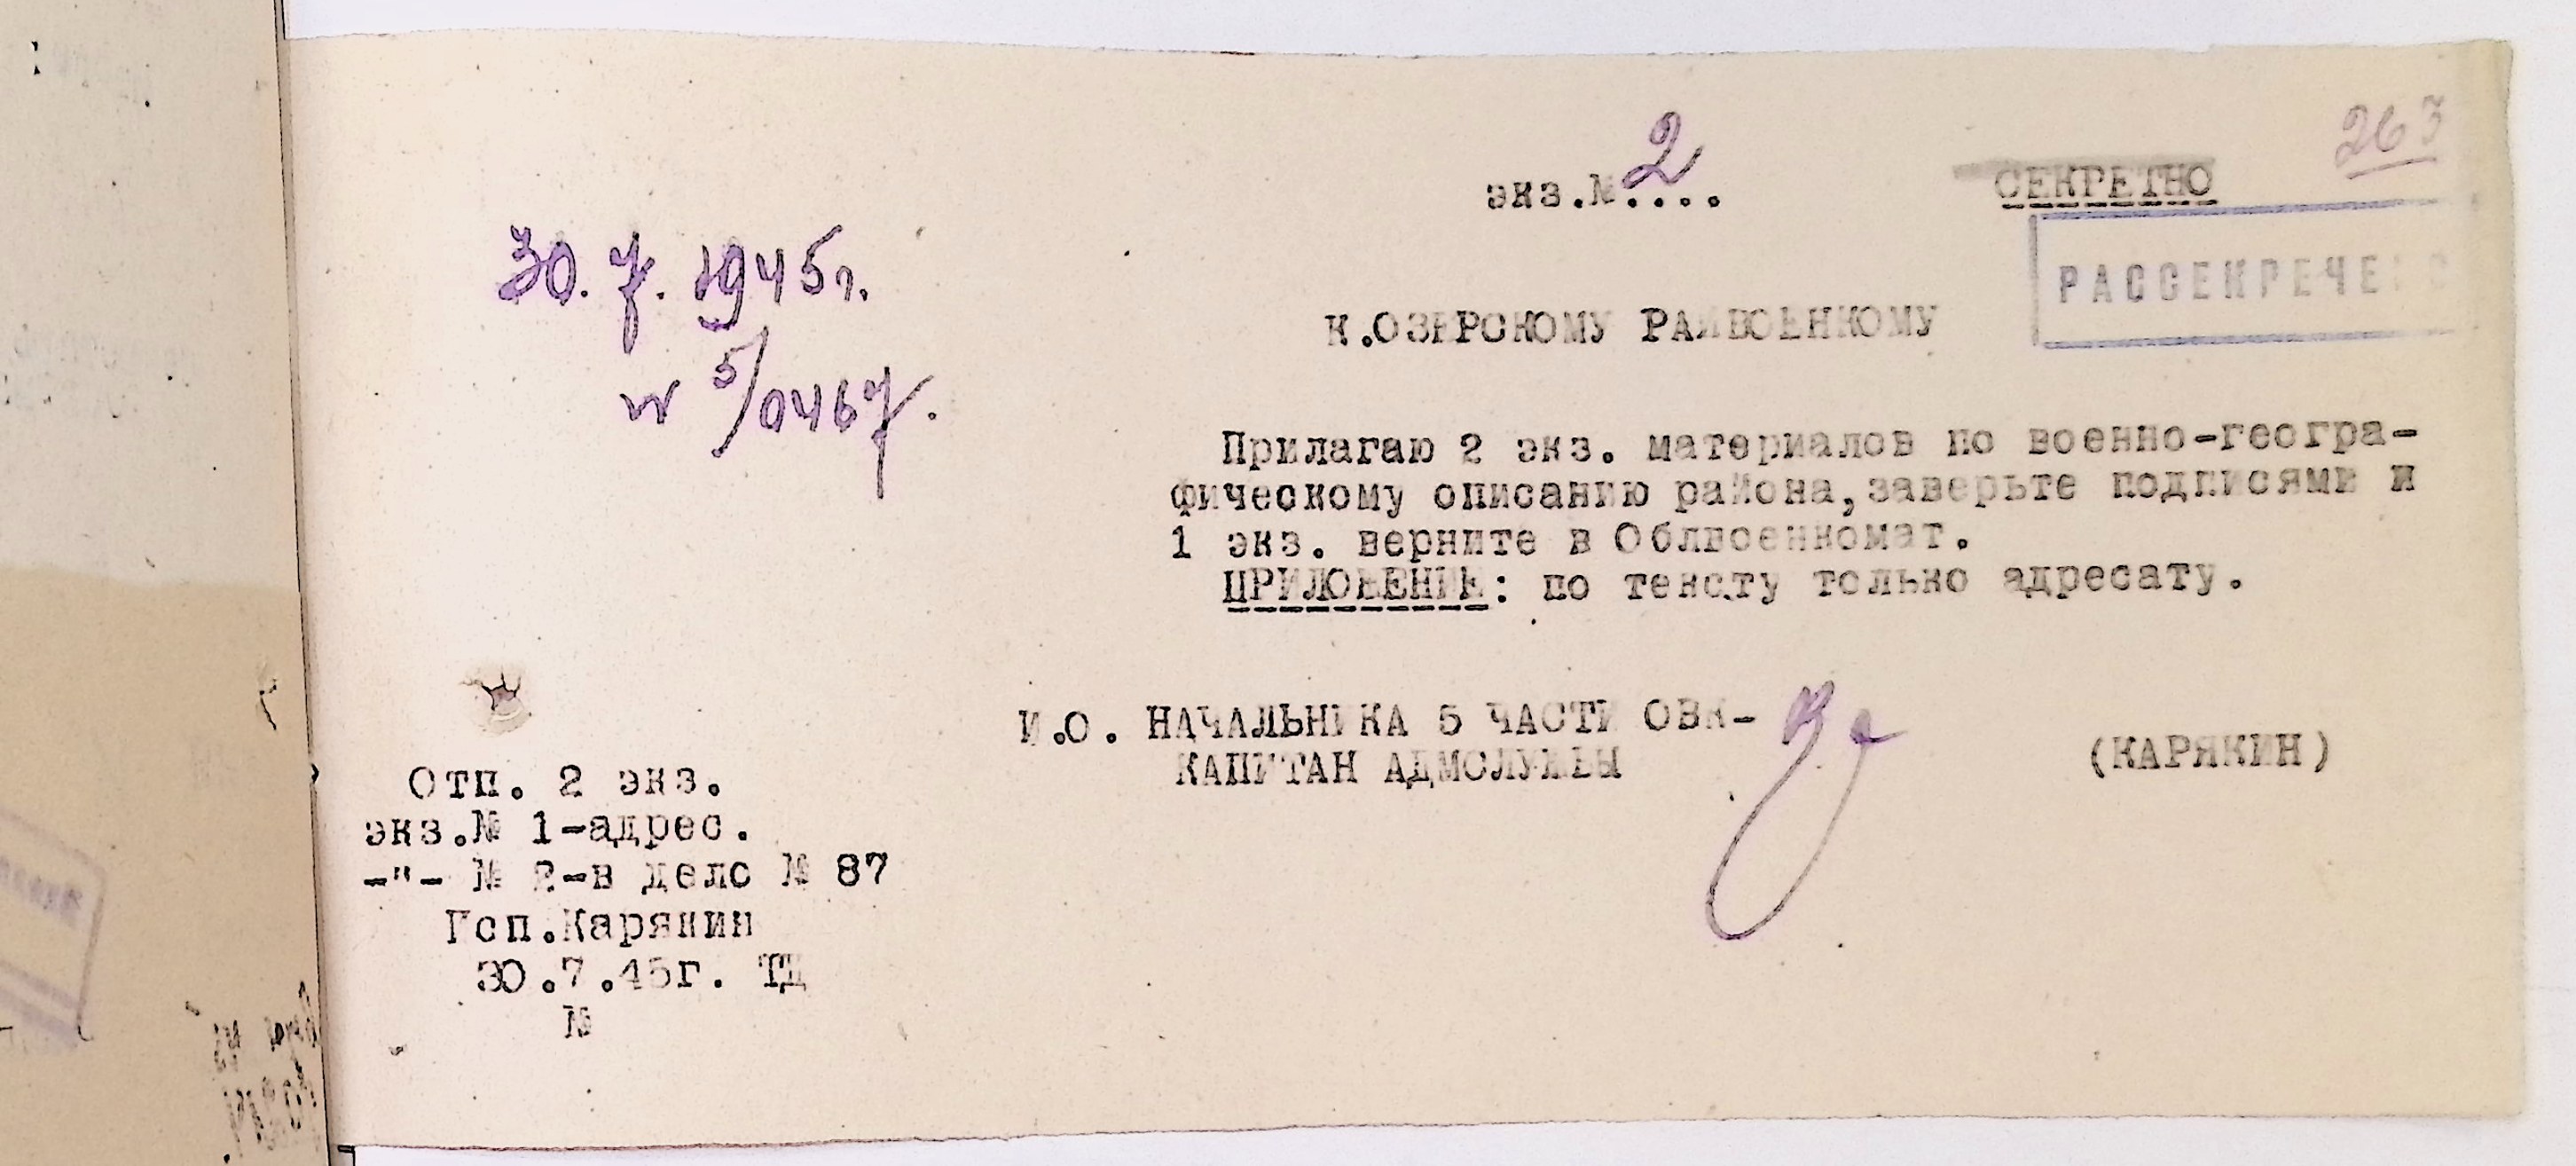 263
экз.№ 2....
СЕКРЕТНО
РАССЕКРЕЧЕНО
30.7.1945г.
№ 5/0467.
К.ОЗЕРСКОМУ РАЙВОЕНКОМУ
Прилагаю 2 экз. материалов по военно-геогра-
фическому описанию района,заверьте подписями и
1 экз. верните в Облвоенкомат.
ПРИЛОЖЕНИЕ: по тексту только адресату.
И.О. НАЧАЛЬНИКА 5 ЧАСТИ ОВК-
КАПИТАН АДМСЛУЖБЫ
(КАРЯКИН)
Отп. 2 экз.
экз.№ 1-адрес.
-"- № 2-в дело № 87
Исп.Карякин
30.7.45г. ТД
№